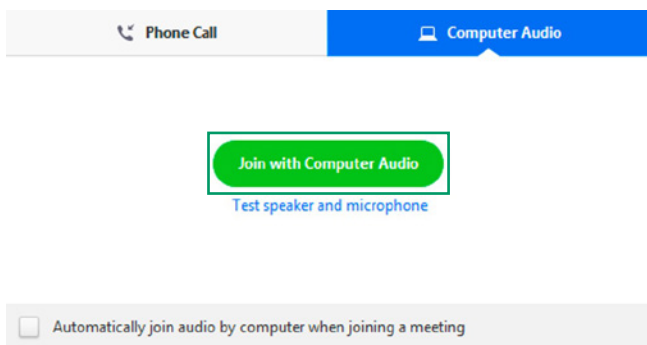 Phone Call
Computer Audio
Join with Computer Audio
Test speaker and microphone
Automatically join audio by computer when joining a meeting